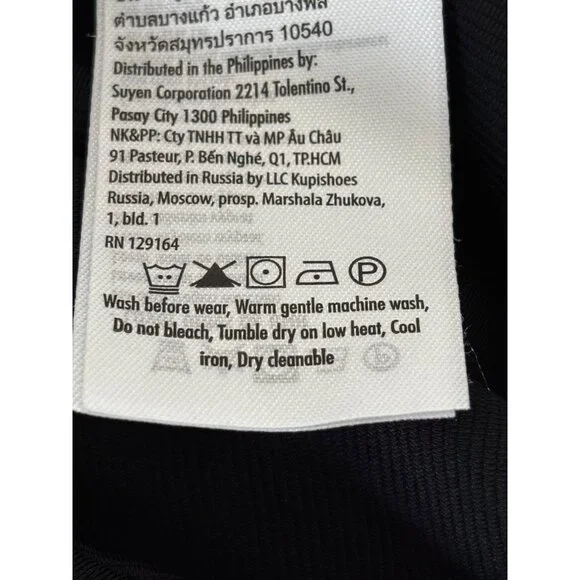 ตำบลบางแก้ว อำเภอบางพลี
จังหวัดสมุทรปราการ 10540
Distributed in the Philippines by:
Suyen Corporation 2214 Tolentino St.,
Pasay City 1300 Philippines
NK&PP: Cty TNHH TT và MP Âu Châu
91 Pasteur, P. Bến Nghé, Q1, TP.HCM
Distributed in Russia by LLC Kupishoes
Russia, Moscow, prosp. Marshala Zhukova,
1, bld. 1
RN 129164
P
Wash before wear, Warm gentle machine wash,
Do not bleach, Tumble dry on low heat, Cool
iron, Dry cleanable